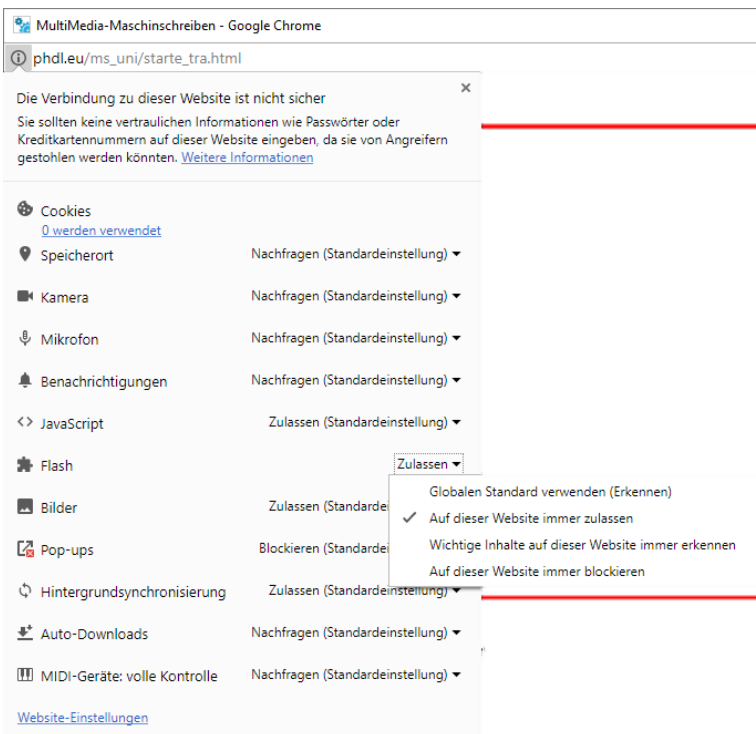 MultiMedia-Maschinschreiben - Google Chrome
phdl.eu/ms_uni/starte_tra.html
Die Verbindung zu dieser Website ist nicht sicher
Sie sollten keine vertraulichen Informationen wie Passwörter oder
Kreditkartennummern auf dieser Website eingeben, da sie von Angreifern
gestohlen werden könnten. Weitere Informationen
Cookies
0 werden verwendet
Speicherort Nachfragen (Standardeinstellung)
Kamera Nachfragen (Standardeinstellung)
Mikrofon Nachfragen (Standardeinstellung)
Benachrichtigungen Nachfragen (Standardeinstellung)
JavaScript Zulassen (Standardeinstellung)
Flash Zulassen
Globalen Standard verwenden (Erkennen)
Auf dieser Website immer zulassen
Wichtige Inhalte auf dieser Website immer erkennen
Auf dieser Website immer blockieren
Bilder Zulassen (Standardei
Pop-ups Blockieren (Standardei
Hintergrundsynchronisierung Zulassen (Standardeinstellung)
Auto-Downloads Nachfragen (Standardeinstellung)
MIDI-Geräte: volle Kontrolle Nachfragen (Standardeinstellung)
Website-Einstellungen